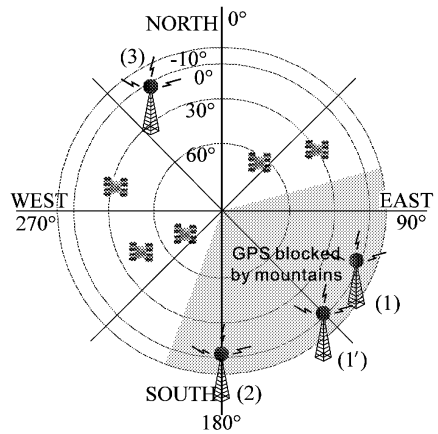 NORTH 0°
(3)
-10°
0°
30°
60°
WEST
270°
EAST
90°
GPS blocked
by mountains
(1)
(1′)
SOUTH (2)
180°